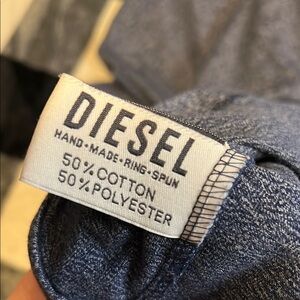 DIESEL
HAND•MADE•RING•SPUN
50% COTTON
50% POLYESTER